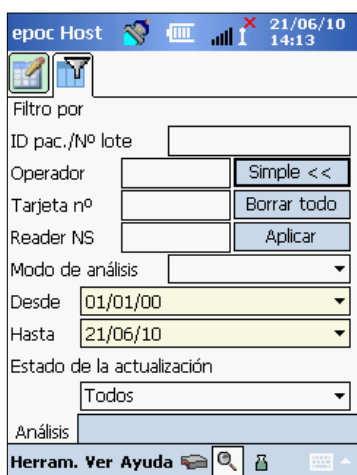 epoc Host 21/06/10
14:13
Filtro por
ID pac./Nº lote
Operador Simple <<
Tarjeta nº Borrar todo
Reader NS Aplicar
Modo de análisis
Desde 01/01/00
Hasta 21/06/10
Estado de la actualización
Todos
Análisis
Herram. Ver Ayuda